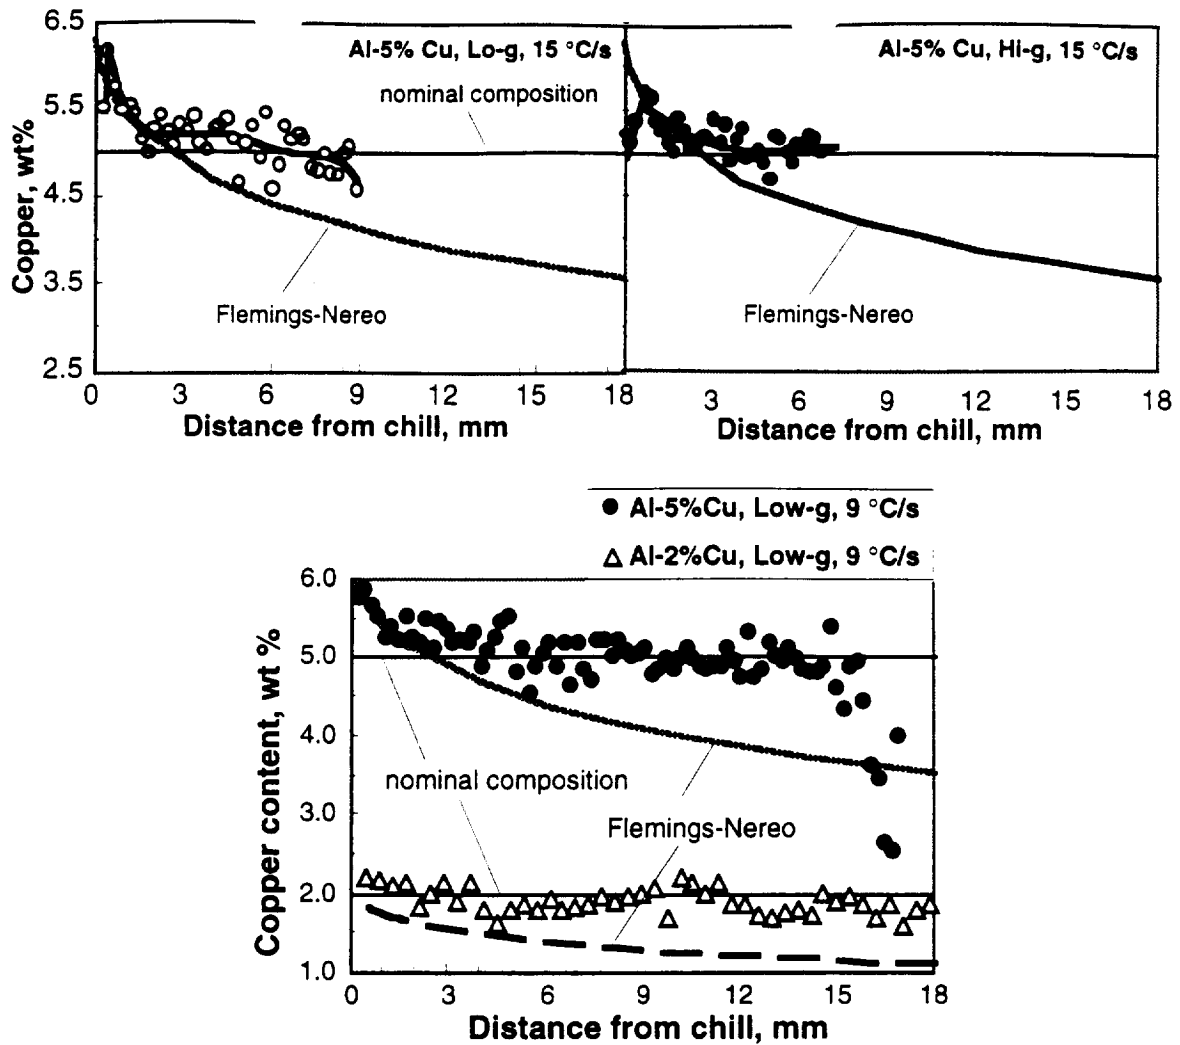 6.5
5.5
4.5
3.5
2.5
Copper, wt%
Al-5% Cu, Lo-g, 15 °C/s
nominal composition
Flemings-Nereo
0 3 6 9 12 15 18
Distance from chill, mm
Al-5% Cu, Hi-g, 15 °C/s
Flemings-Nereo
3 6 9 12 15 18
Distance from chill, mm
Al-5%Cu, Low-g, 9 °C/s
Al-2%Cu, Low-g, 9 °C/s
6.0
5.0
4.0
3.0
2.0
1.0
Copper content, wt %
nominal composition
Flemings-Nereo
0 3 6 9 12 15 18
Distance from chill, mm